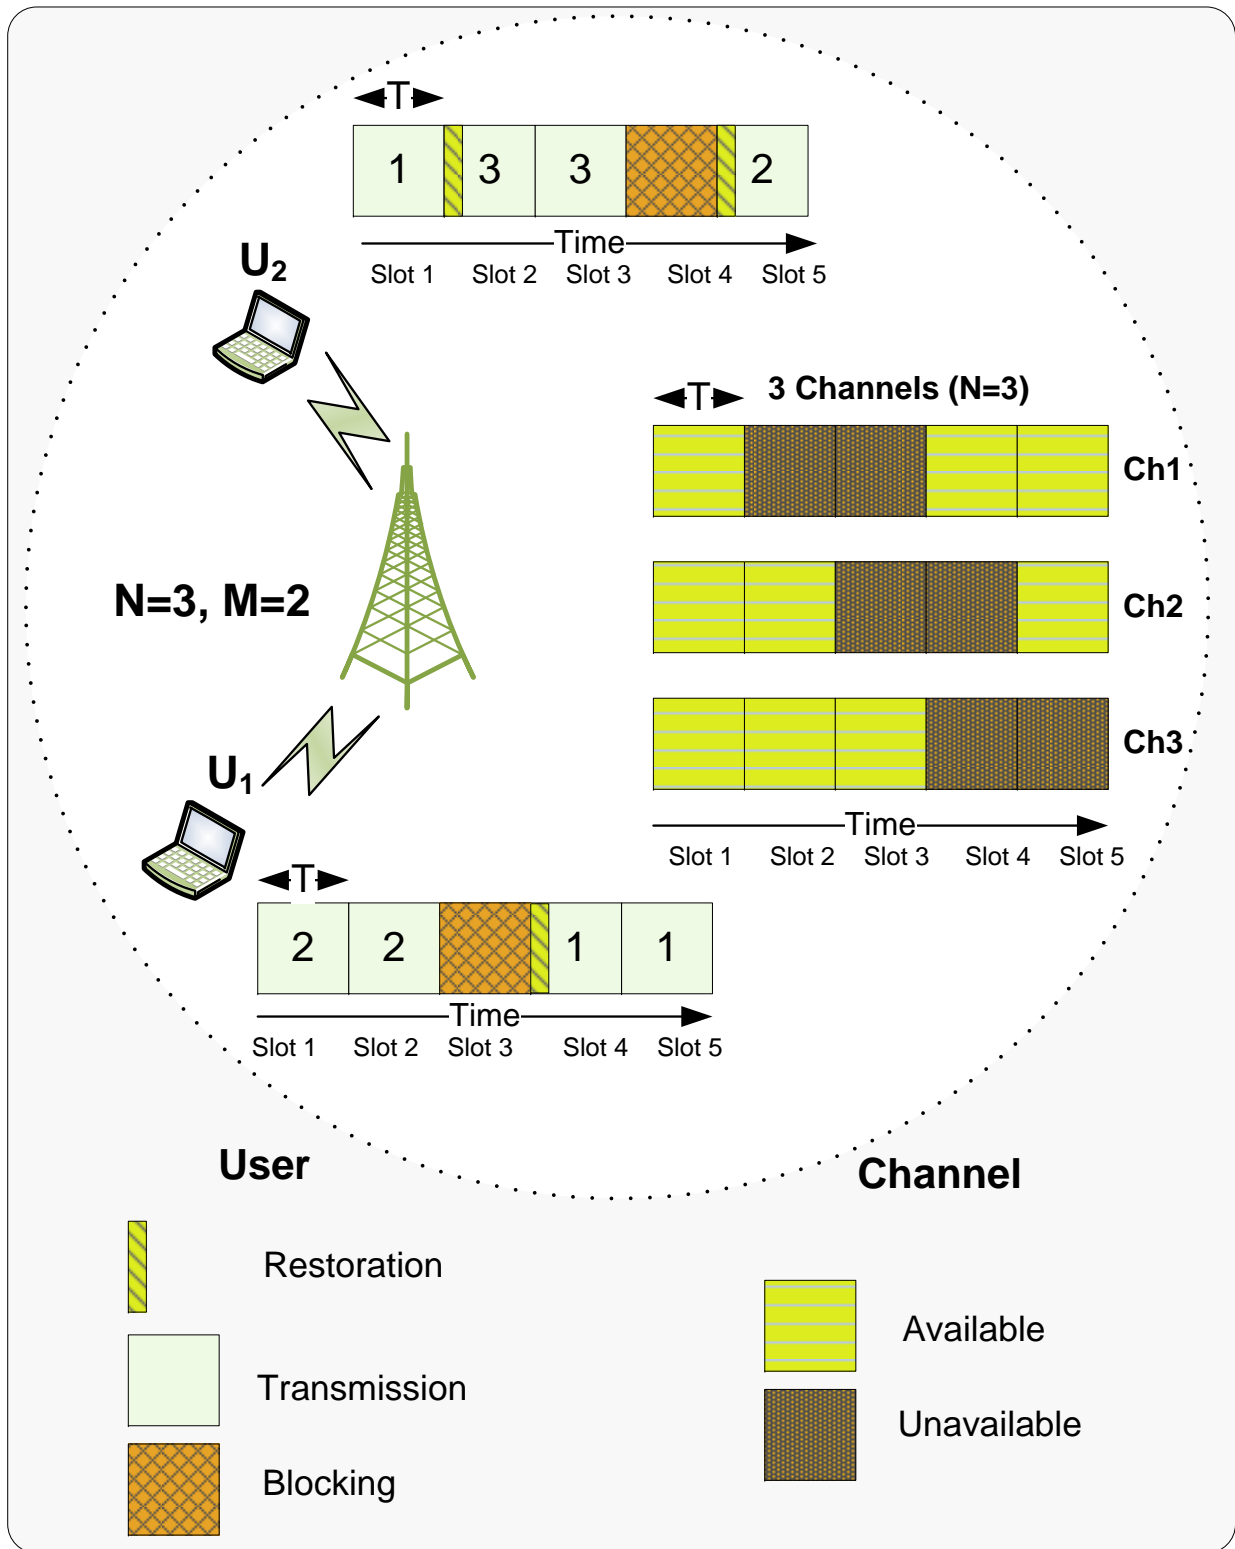 T
1 3 3 2
Time
Slot 1 Slot 2 Slot 3 Slot 4 Slot 5
U2
T 3 Channels (N=3)
Ch1
N=3, M=2
Ch2
Ch3
Time
Slot 1 Slot 2 Slot 3 Slot 4 Slot 5
U1
T
2 2 1 1
Time
Slot 1 Slot 2 Slot 3 Slot 4 Slot 5
User
Restoration
Transmission
Blocking
Channel
Available
Unavailable